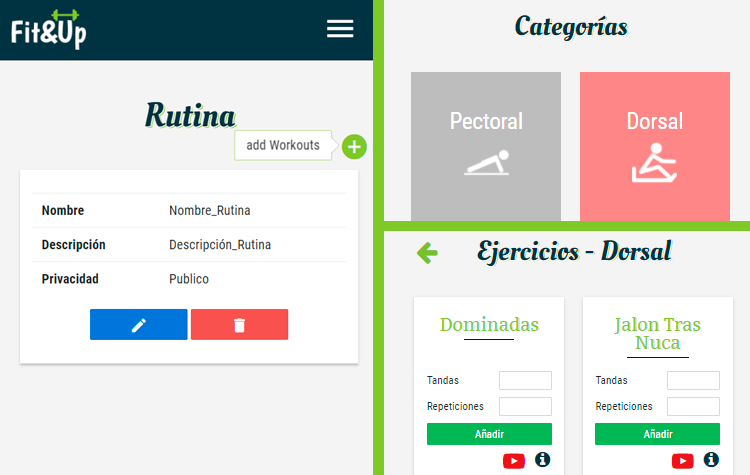 Fit&Up
Rutina
add Workouts
Nombre Nombre_Rutina
Descripción Descripción_Rutina
Privacidad Publico
Categorías
Pectoral
Dorsal
Ejercicios - Dorsal
Dominadas
Tandas
Repeticiones
Añadir
Jalon Tras
Nuca
Tandas
Repeticiones
Añadir